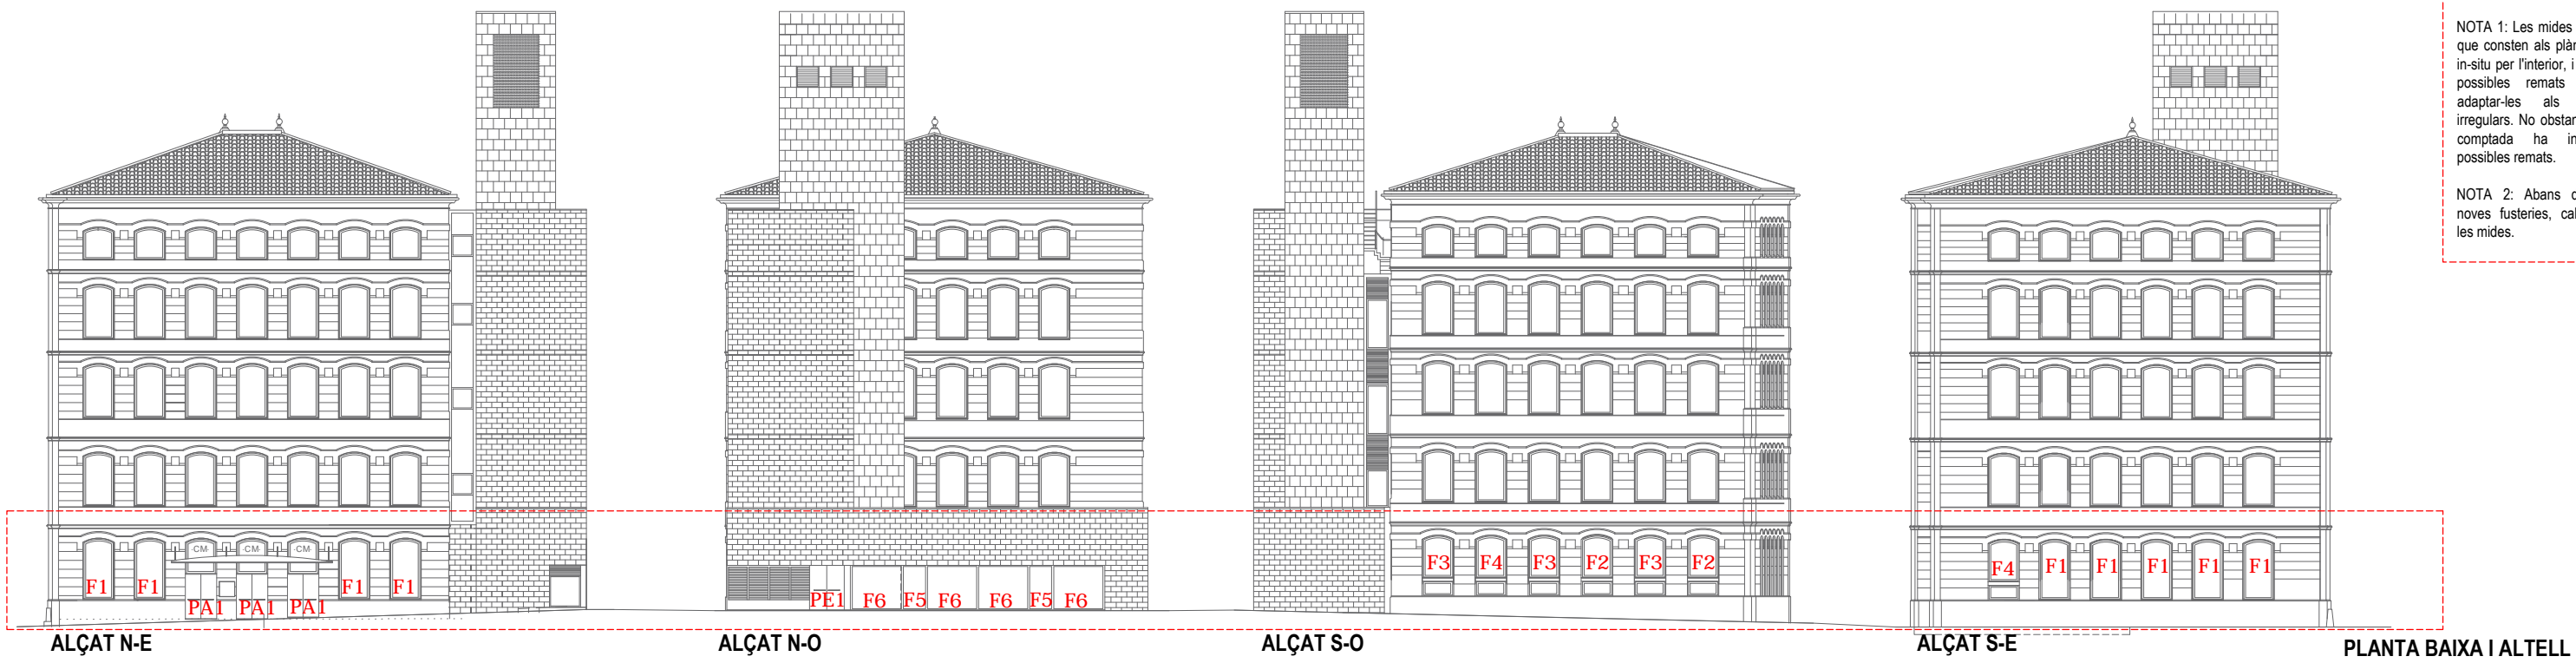 NOTA 1: Les mides
que consten als
in-situ per l'interior, i
possibles remats
adaptar-les als
irregulars. No
comptada ha
possibles remats.
NOTA 2: Abans
noves fusteries,
les mides.
CM CM CM
F1 F1 F1 F1
PA1 PA1 PA1
PE1 F6 F5 F6 F6 F5 F6
F3 F4 F3 F2 F3 F2
F4 F1 F1 F1 F1 F1
ALÇAT N-E ALÇAT N-O ALÇAT S-O ALÇAT S-E PLANTA BAIXA I ALTELL